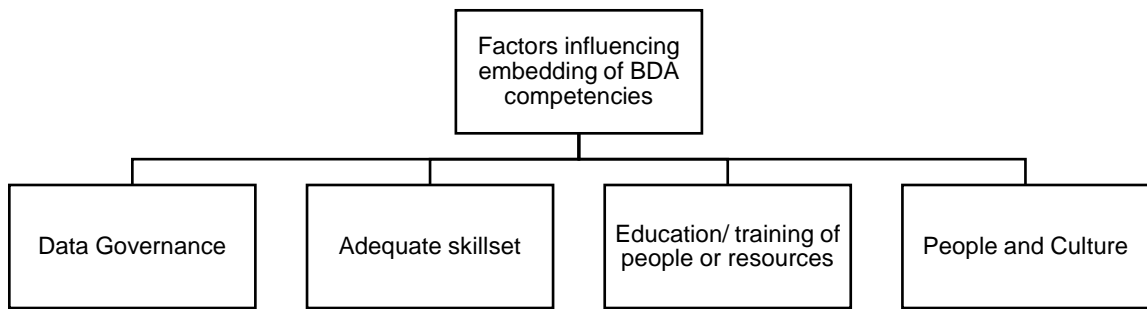 Factors influencing
embedding of BDA
competencies
Data Governance
Adequate skillset
Education/ training of
people or resources
People and Culture